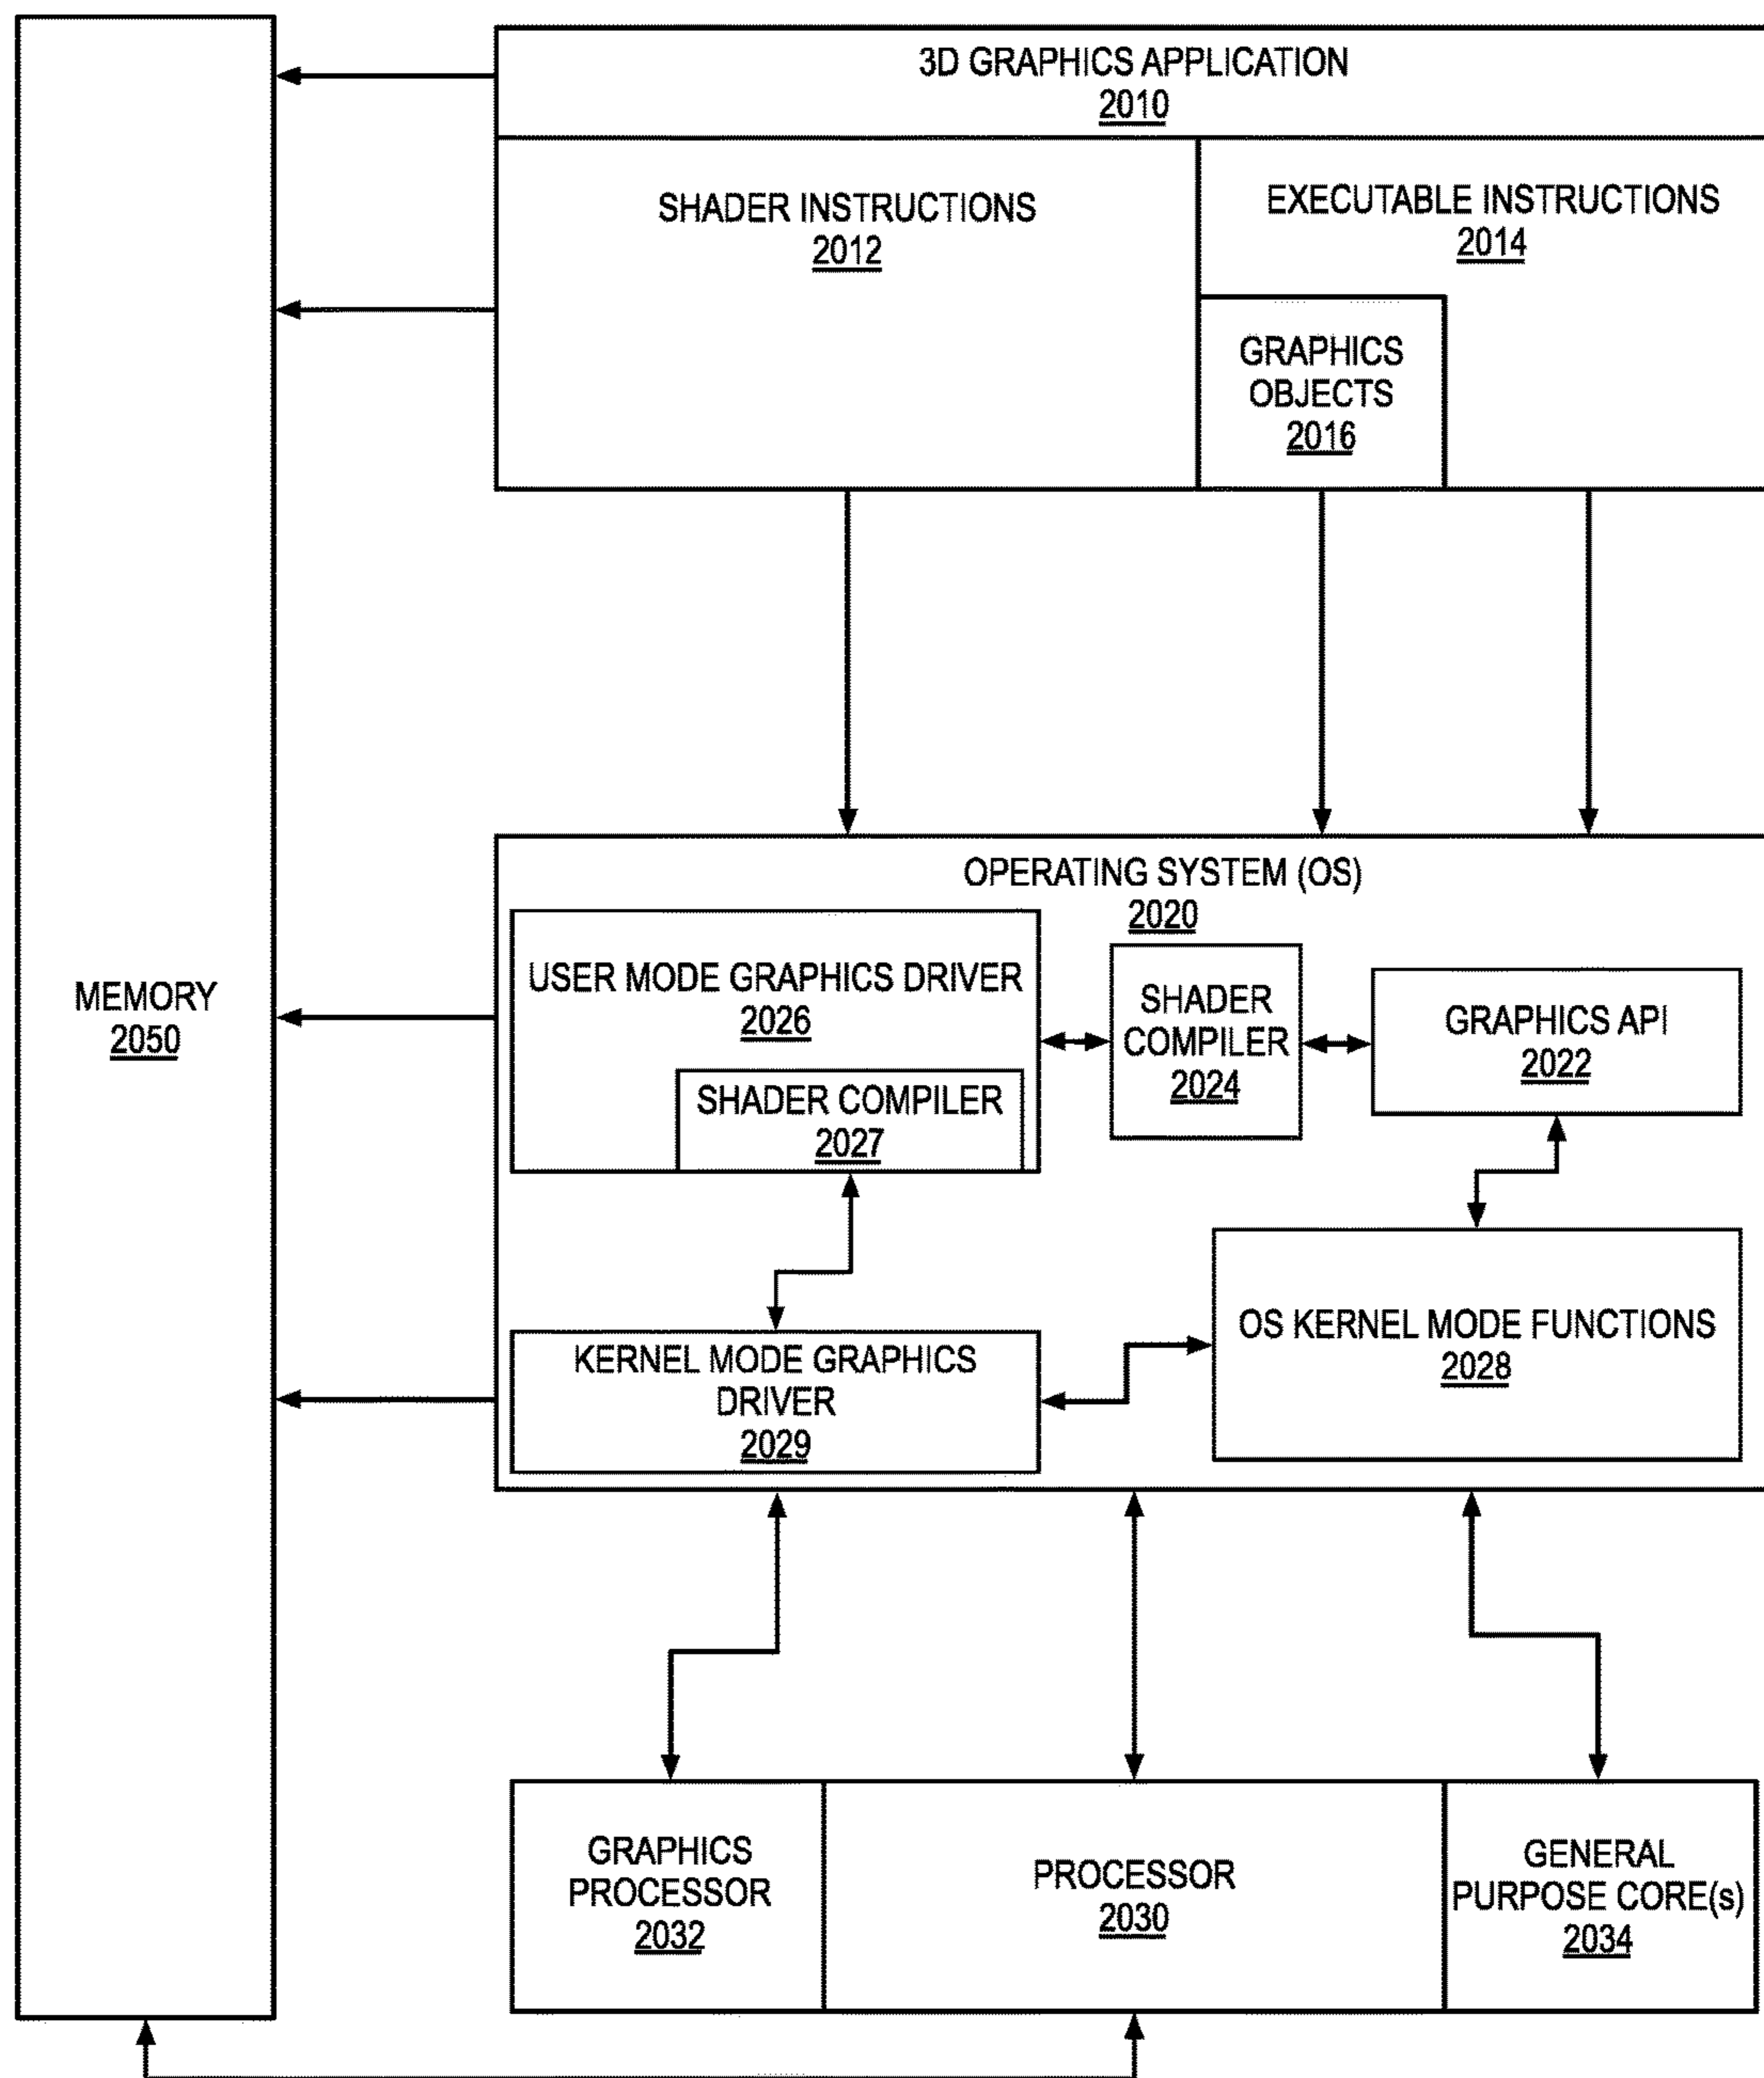 3D GRAPHICS APPLICATION
2010
SHADER INSTRUCTIONS
2012
EXECUTABLE INSTRUCTIONS
2014
GRAPHICS
OBJECTS
2016
MEMORY
2050
OPERATING SYSTEM (OS)
2020
USER MODE GRAPHICS DRIVER
2026
SHADER COMPILER
2027
SHADER
COMPILER
2024
GRAPHICS API
2022
KERNEL MODE GRAPHICS
DRIVER
2029
OS KERNEL MODE FUNCTIONS
2028
GRAPHICS
PROCESSOR
2032
PROCESSOR
2030
GENERAL
PURPOSE CORE(s)
2034